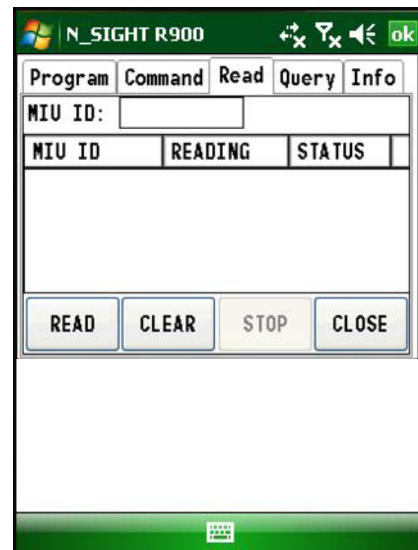 N_SIGHT R900 ok
Program Command Read Query Info
MIU ID:
MIU ID READING STATUS
READ CLEAR STOP CLOSE